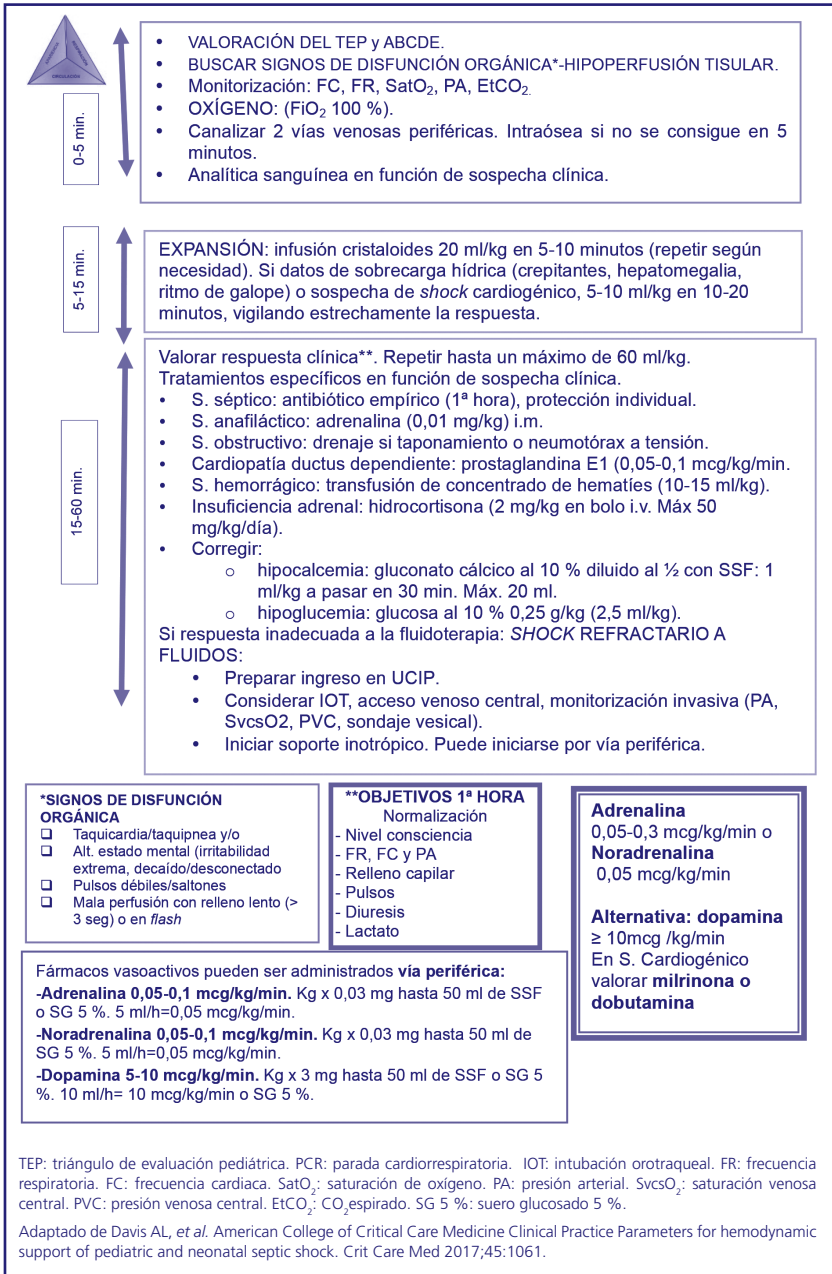 • VALORACIÓN DEL TEP y ABCDE.
• BUSCAR SIGNOS DE DISFUNCIÓN ORGÁNICA*-HIPOPERFUSIÓN TISULAR.
• Monitorización: FC, FR, SatO₂, PA, EtCO₂.
• OXÍGENO: (FiO₂ 100 %).
• Canalizar 2 vías venosas periféricas. Intraósea si no se consigue en 5
minutos.
• Analítica sanguínea en función de sospecha clínica.
CIRCULACIÓN
0-5 min.
5-15 min.
EXPANSIÓN: infusión cristaloides 20 ml/kg en 5-10 minutos (repetir según
necesidad). Si datos de sobrecarga hídrica (crepitantes, hepatomegalia,
ritmo de galope) o sospecha de shock cardiogénico, 5-10 ml/kg en 10-20
minutos, vigilando estrechamente la respuesta.
15-60 min.
Valorar respuesta clínica**. Repetir hasta un máximo de 60 ml/kg.
Tratamientos específicos en función de sospecha clínica.
• S. séptico: antibiótico empírico (1ª hora), protección individual.
• S. anafiláctico: adrenalina (0,01 mg/kg) i.m.
• S. obstructivo: drenaje si taponamiento o neumotórax a tensión.
• Cardiopatía ductus dependiente: prostaglandina E1 (0,05-0,1 mcg/kg/min.
• S. hemorrágico: transfusión de concentrado de hematíes (10-15 ml/kg).
• Insuficiencia adrenal: hidrocortisona (2 mg/kg en bolo i.v. Máx 50
mg/kg/día).
• Corregir:
o hipocalcemia: gluconato cálcico al 10 % diluido al ½ con SSF: 1
ml/kg a pasar en 30 min. Máx. 20 ml.
o hipoglucemia: glucosa al 10 % 0,25 g/kg (2,5 ml/kg).
Si respuesta inadecuada a la fluidoterapia: SHOCK REFRACTARIO A
FLUIDOS:
• Preparar ingreso en UCIP.
• Considerar IOT, acceso venoso central, monitorización invasiva (PA,
SvcsO2, PVC, sondaje vesical).
• Iniciar soporte inotrópico. Puede iniciarse por vía periférica.
*SIGNOS DE DISFUNCIÓN
ORGÁNICA
❑ Taquicardia/taquipnea y/o
❑ Alt. estado mental (irritabilidad
extrema, decaído/desconectado
❑ Pulsos débiles/saltones
❑ Mala perfusión con relleno lento (>
3 seg) o en flash
**OBJETIVOS 1ª HORA
Normalización
- Nivel consciencia
- FR, FC y PA
- Relleno capilar
- Pulsos
- Diuresis
- Lactato
Adrenalina
0,05-0,3 mcg/kg/min o
Noradrenalina
0,05 mcg/kg/min
Alternativa: dopamina
≥ 10mcg /kg/min
En S. Cardiogénico
valorar milrinona o
dobutamina
Fármacos vasoactivos pueden ser administrados vía periférica:
-Adrenalina 0,05-0,1 mcg/kg/min. Kg x 0,03 mg hasta 50 ml de SSF
o SG 5 %. 5 ml/h=0,05 mcg/kg/min.
-Noradrenalina 0,05-0,1 mcg/kg/min. Kg x 0,03 mg hasta 50 ml de
SG 5 %. 5 ml/h=0,05 mcg/kg/min.
-Dopamina 5-10 mcg/kg/min. Kg x 3 mg hasta 50 ml de SSF o SG 5
%. 10 ml/h= 10 mcg/kg/min o SG 5 %.
TEP: triángulo de evaluación pediátrica. PCR: parada cardiorrespiratoria. IOT: intubación orotraqueal. FR: frecuencia
respiratoria. FC: frecuencia cardiaca. SatO₂: saturación de oxígeno. PA: presión arterial. SvcsO₂: saturación venosa
central. PVC: presión venosa central. EtCO₂: CO₂espirado. SG 5 %: suero glucosado 5 %.
Adaptado de Davis AL, et al. American College of Critical Care Medicine Clinical Practice Parameters for hemodynamic
support of pediatric and neonatal septic shock. Crit Care Med 2017;45:1061.